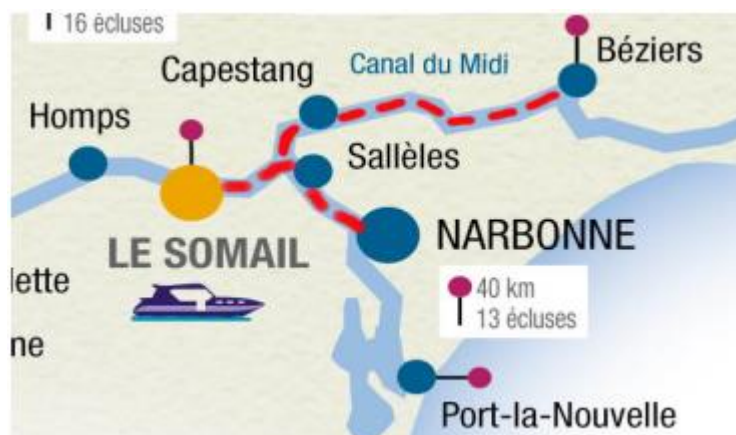 16 écluses
Capestang
Canal du Midi
Béziers
Homps
Sallèles
LE SOMAIL
NARBONNE
lette
40 km
13 écluses
ne
Port-la-Nouvelle